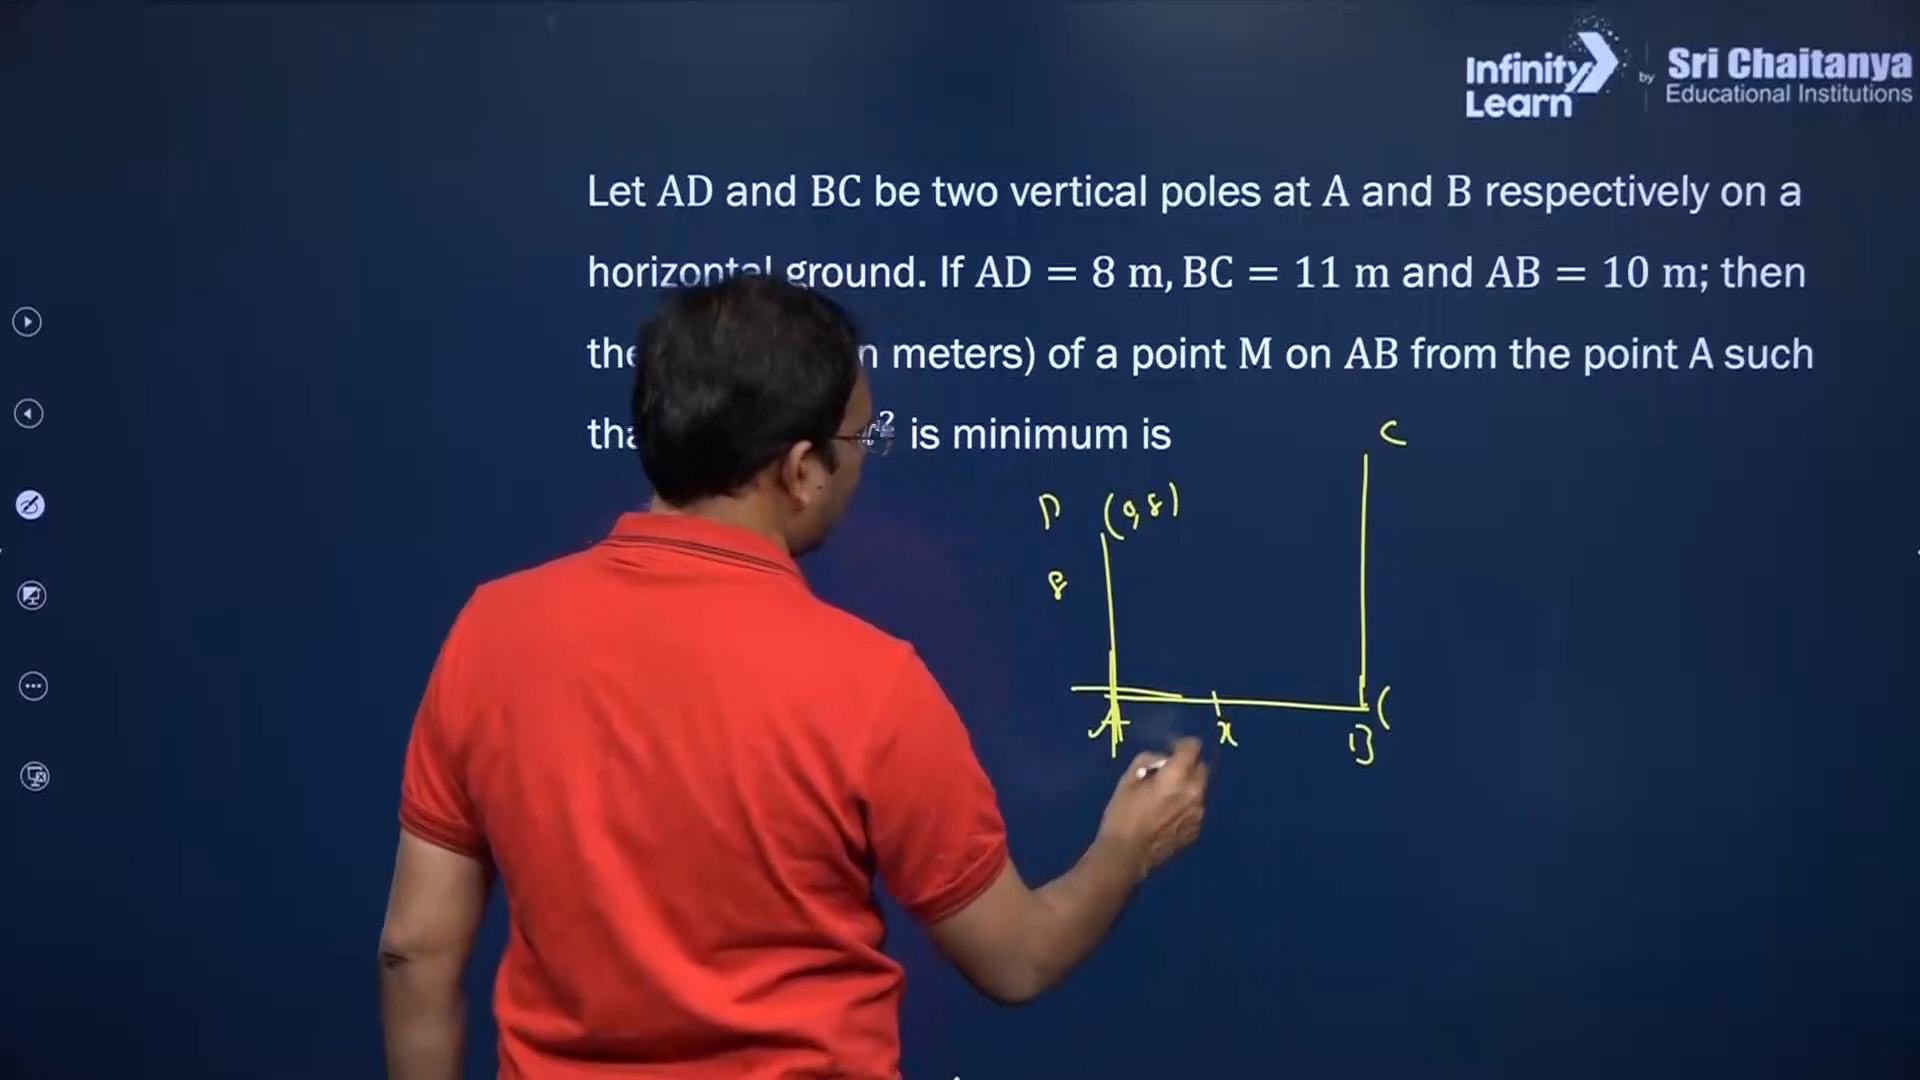 Infinity
Learn
by
Sri Chaitanya
Educational Institutions
Let AD and BC be two vertical poles at A and B respectively on a
horizontal ground. If AD = 8 m, BC = 11 m and AB = 10 m; then
meters) of a point M on AB from the point A such
is minimum is
C
D (0,8)
8
(
A x B